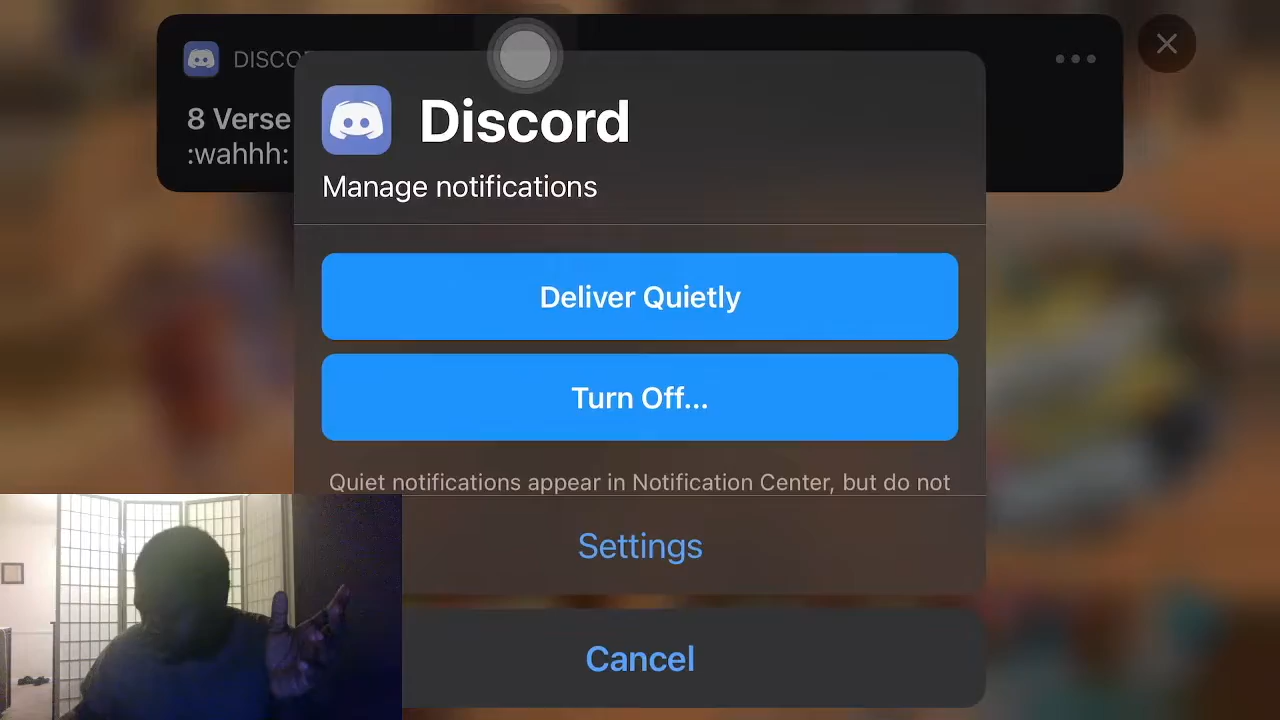 DISCO
8 Verse
:wahhh:
Discord
Manage notifications
Deliver Quietly
Turn Off...
Quiet notifications appear in Notification Center, but do not
Settings
Cancel